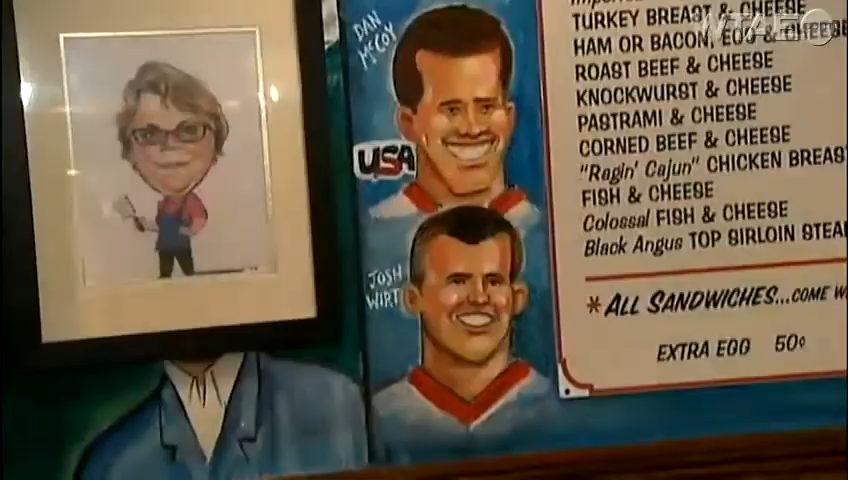 DAN
McCOY
USA
JOSH
WIRT
WTAE
TURKEY BREAST & CHEESE
HAM OR BACON, EGG & CHEESE
ROAST BEEF & CHEESE
KNOCKWURST & CHEESE
PASTRAMI & CHEESE
CORNED BEEF & CHEESE
"Ragin' Cajun" CHICKEN BREAS
FISH & CHEESE
Colossal FISH & CHEESE
Black Angus TOP SIRLOIN STEA
* ALL SANDWICHES...COME W
EXTRA EGG 50¢